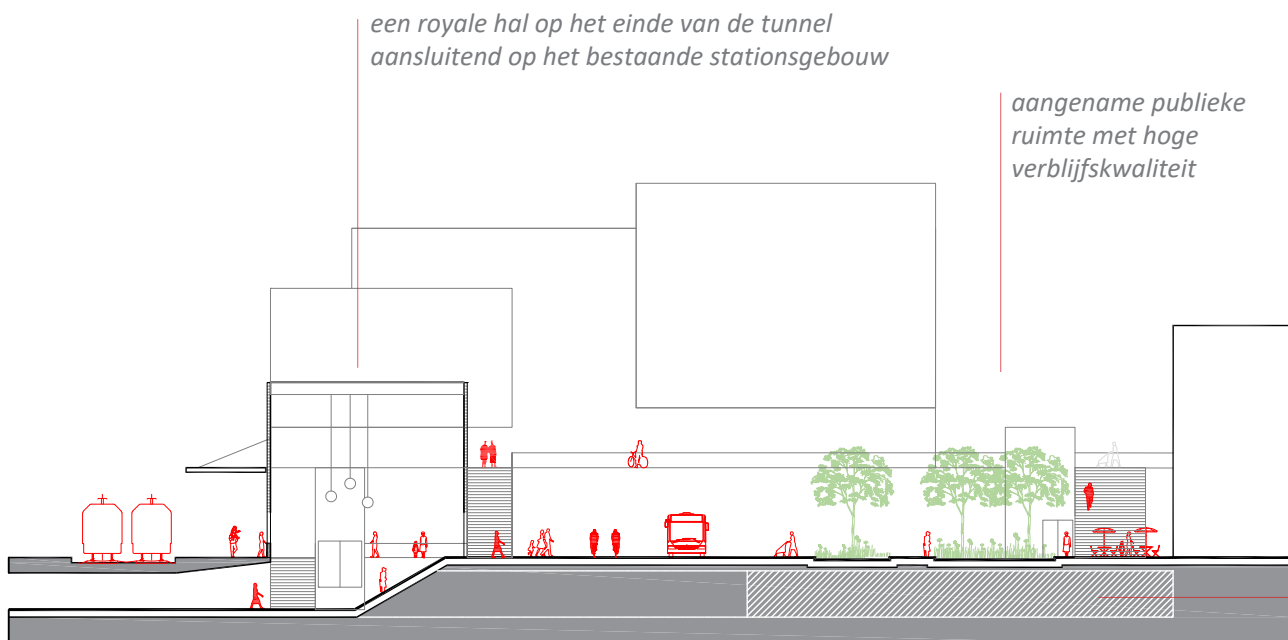 een royale hal op het einde van de tunnel
aansluitend op het bestaande stationsgebouw
aangename publieke
ruimte met hoge
verblijfskwaliteit